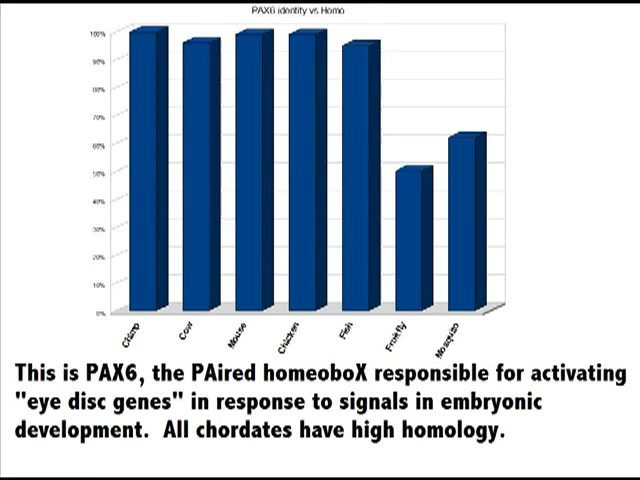 PAX6 identity vs Homo
100%
90%
80%
70%
60%
50%
40%
30%
20%
10%
0%
Chimp
Cow
Mouse
Chicken
Fish
Fruitfly
Mosquito
This is PAX6, the PAired homeoboX responsible for activating
"eye disc genes" in response to signals in embryonic
development. All chordates have high homology.